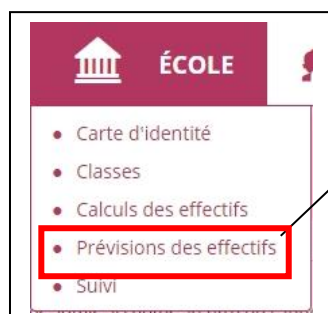 ÉCOLE
Carte d'identité
Classes
Calculs des effectifs
Prévisions des effectifs
Suivi